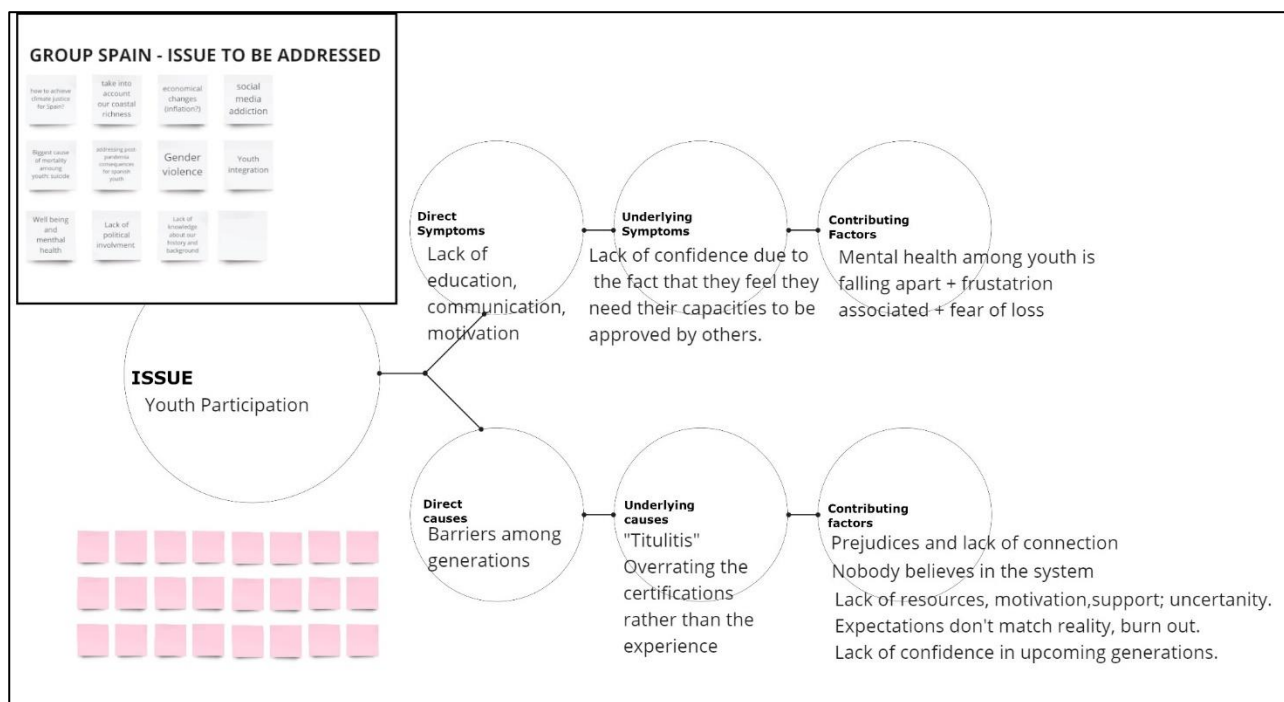 GROUP SPAIN - ISSUE TO BE ADDRESSED
how to achieve
climate justice
for Spain?
take into
account
our coastal
richness
economical
changes
(inflation?)
social
media
addiction
Biggest cause
of mortality
amoung
youth: suicide
addressing post
pandemia
consequences
for spanish
youth
Gender
violence
Youth
integration
Well being
and
menthal
health
Lack of
political
involvment
Lack of
knowledge
about our
history and
background
ISSUE
Youth Participation
Direct
Symptoms
Lack of
education,
communication,
motivation
Underlying
Symptoms
Lack of confidence due to
the fact that they feel they
need their capacities to be
approved by others.
Contributing
Factors
Mental health among youth is
falling apart + frustatrion
associated + fear of loss
Direct
causes
Barriers among
generations
Underlying
causes
"Titulitis"
Overrating the
certifications
rather than the
experience
Contributing
factors
Prejudices and lack of connection
Nobody believes in the system
Lack of resources, motivation,support; uncertanity.
Expectations don't match reality, burn out.
Lack of confidence in upcoming generations.